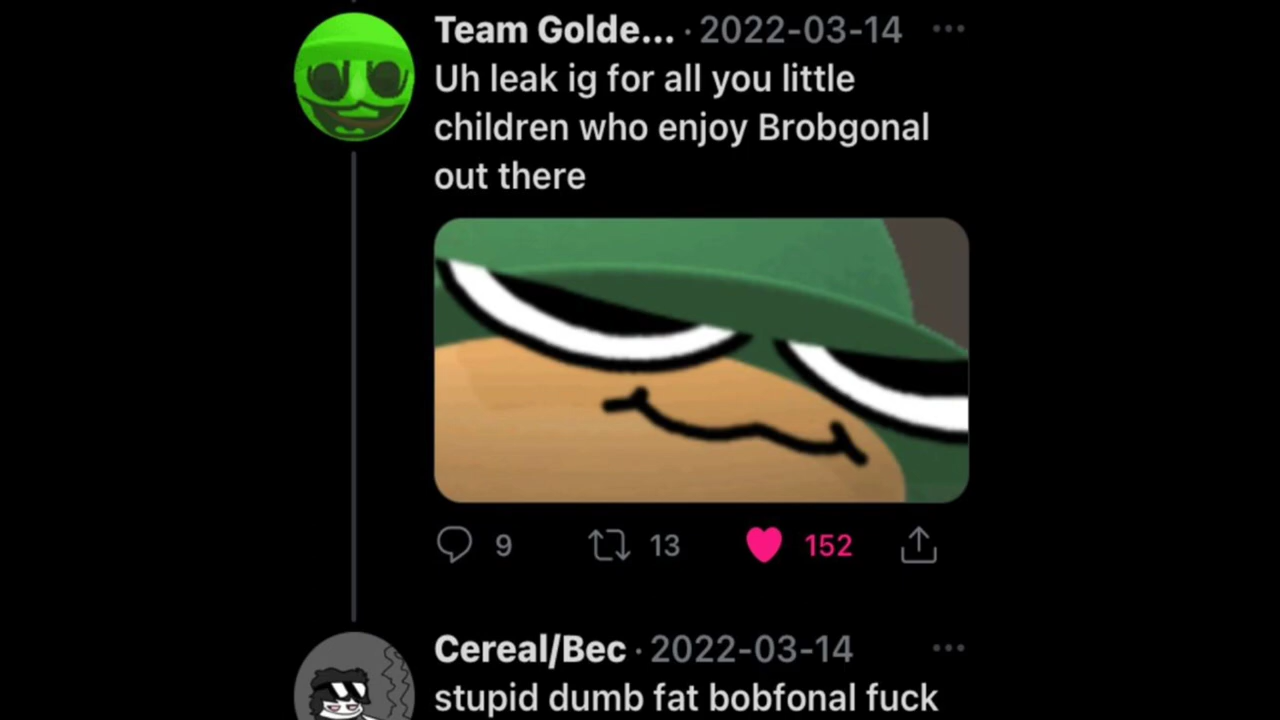 Team Golde... · 2022-03-14 ···
Uh leak ig for all you little
children who enjoy Brobgonal
out there
9 13 152
Cereal/Bec · 2022-03-14 ···
stupid dumb fat bobfonal fuck